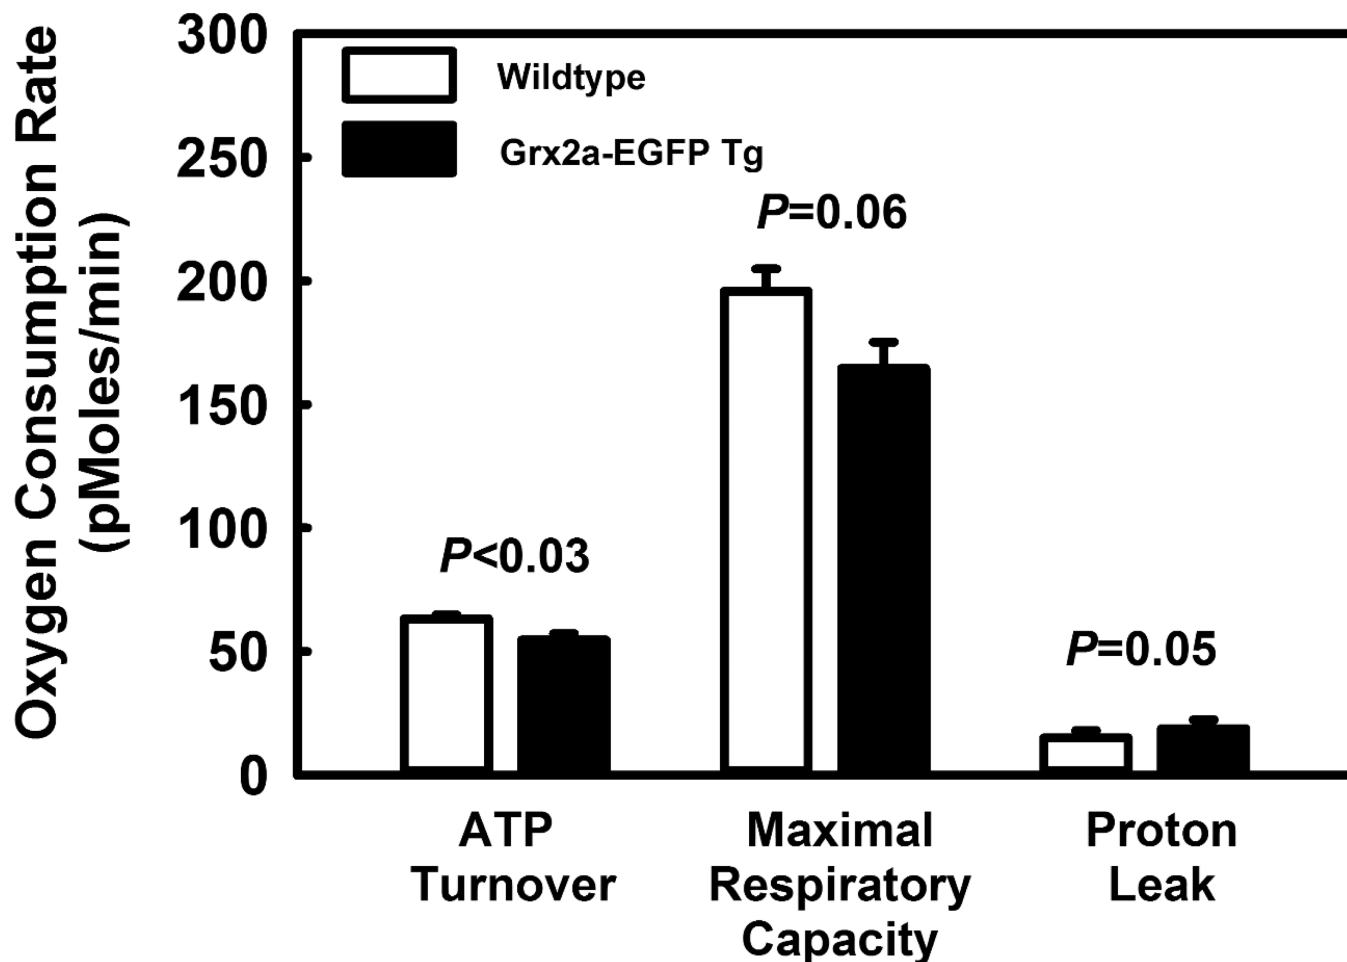 Oxygen Consumption Rate
(pMoles/min)
300
250
200
150
100
50
0
Wildtype
Grx2a-EGFP Tg
P<0.03
P=0.06
P=0.05
ATP
Turnover
Maximal
Respiratory
Capacity
Proton
Leak